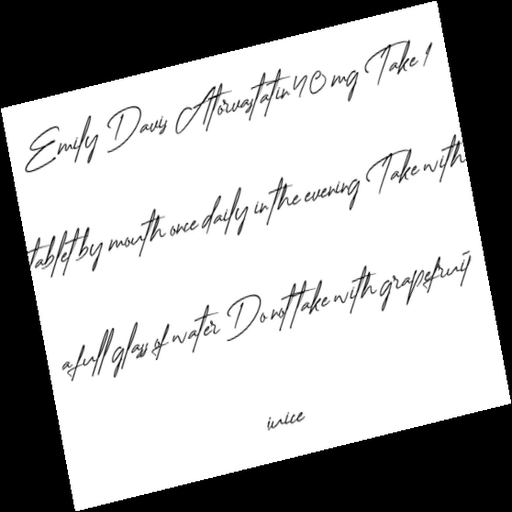 Emily Davis Atorvastatin 40 mg Take 1
tablet by mouth once daily in the evening Take with
a full glass of water Do not take with grapefruit
juice